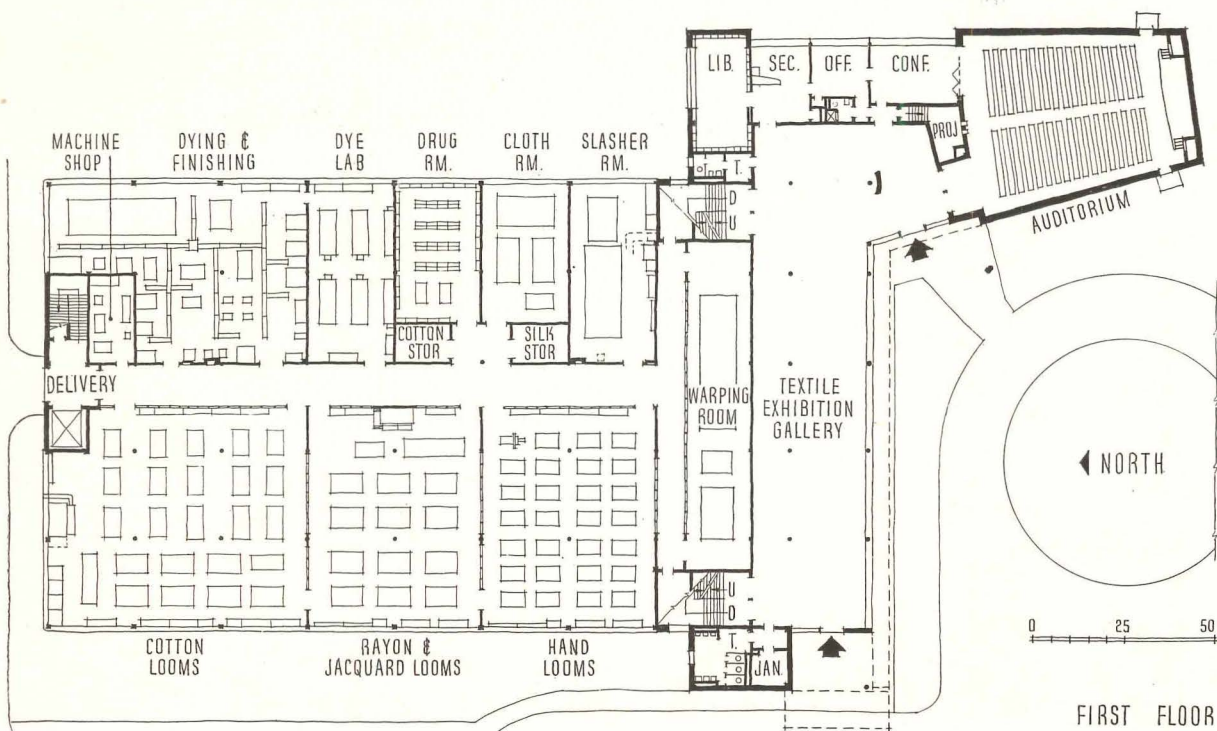 LIB.
SEC.
OFF.
CONF.
PROJ
AUDITORIUM
MACHINE
SHOP
DYING &
FINISHING
DYE
LAB
DRUG
RM.
CLOTH
RM.
SLASHER
RM.
T.
D
U
COTTON
STOR
SILK
STOR
DELIVERY
WARPING
ROOM
TEXTILE
EXHIBITION
GALLERY
NORTH
U
D
T.
JAN.
COTTON
LOOMS
RAYON &
JACQUARD LOOMS
HAND
LOOMS
0 25 50
FIRST FLOOR